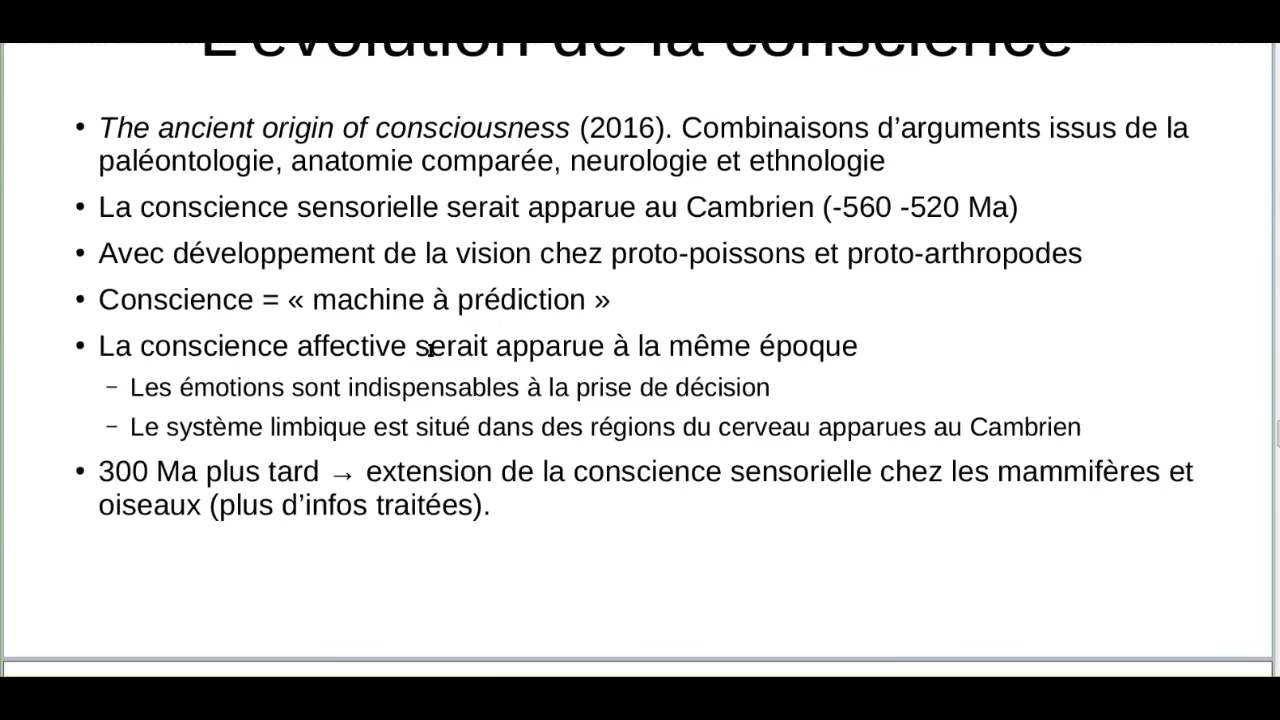 L'évolution de la conscience
• The ancient origin of consciousness (2016). Combinaisons d’arguments issus de la
paléontologie, anatomie comparée, neurologie et ethnologie
• La conscience sensorielle serait apparue au Cambrien (-560 -520 Ma)
• Avec développement de la vision chez proto-poissons et proto-arthropodes
• Conscience = « machine à prédiction »
• La conscience affective serait apparue à la même époque
– Les émotions sont indispensables à la prise de décision
– Le système limbique est situé dans des régions du cerveau apparues au Cambrien
• 300 Ma plus tard → extension de la conscience sensorielle chez les mammifères et
oiseaux (plus d’infos traitées).